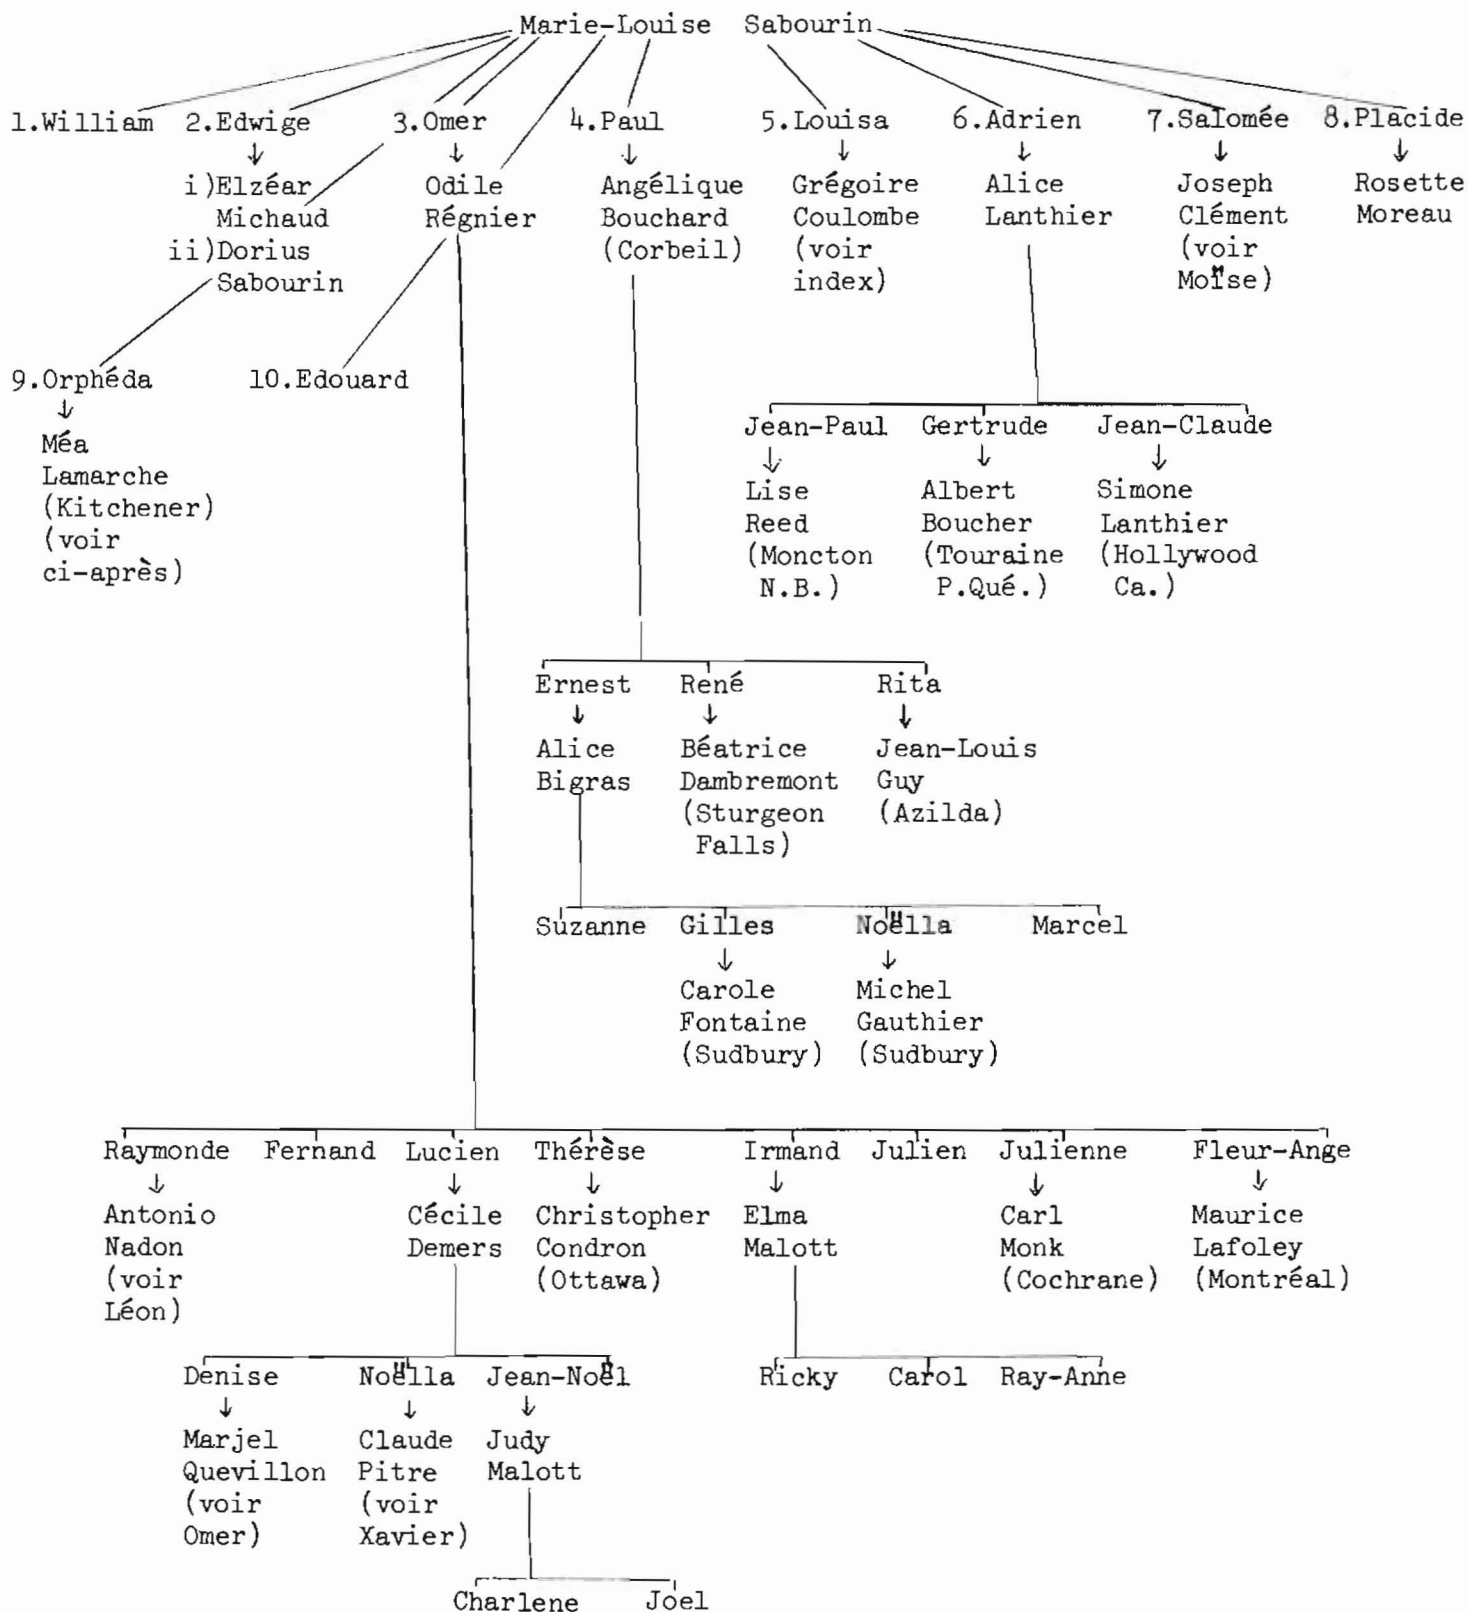 Marie-Louise Sabourin
1.William 2.Edwige 3.Omer 4.Paul 5.Louisa 6.Adrien 7.Salomée 8.Placide
i)Elzéar Odile Angélique Grégoire Alice Joseph Rosette
Michaud Régnier Bouchard Coulombe Lanthier Clément Moreau
ii)Dorius (Corbeil) (voir (voir
Sabourin index) Moïse)
9.Orphéda 10.Edouard
Jean-Paul Gertrude Jean-Claude
Méa
Lamarche Lise Albert Simone
(Kitchener) Reed Boucher Lanthier
(voir (Moncton (Touraine (Hollywood
ci-après) N.B.) P.Qué.) Ca.)
Ernest René Rita
Alice Béatrice Jean-Louis
Bigras Dambremont Guy
(Sturgeon (Azilda)
Falls)
Suzanne Gilles Noëlla Marcel
Carole Michel
Fontaine Gauthier
(Sudbury) (Sudbury)
Raymonde Fernand Lucien Thérèse Irmand Julien Julienne Fleur-Ange
Antonio Cécile Christopher Elma Carl Maurice
Nadon Demers Condron Malott Monk Lafoley
(voir (Ottawa) (Cochrane) (Montréal)
Léon)
Denise Noëlla Jean-Noël Ricky Carol Ray-Anne
Marjel Claude Judy
Quevillon Pitre Malott
(voir (voir
Omer) Xavier)
Charlene Joel